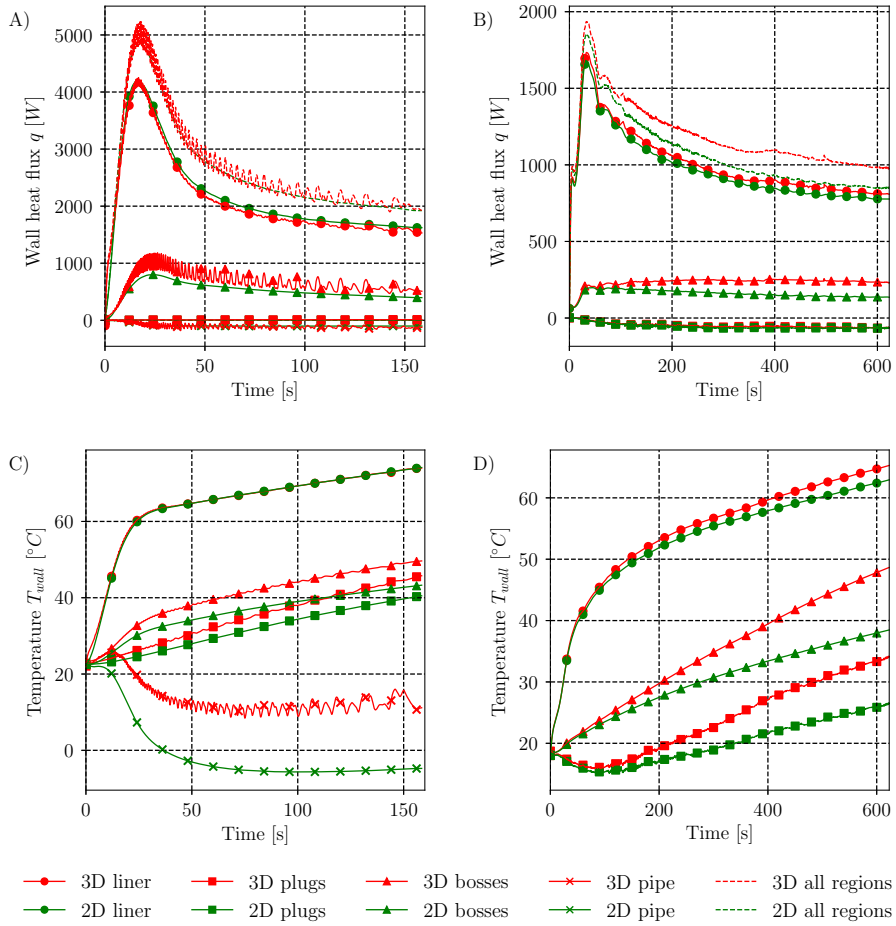 A)
Wall heat flux q [W]
5000
4000
3000
2000
1000
0
0 50 100 150
Time [s]
B)
Wall heat flux q [W]
2000
1500
1000
500
0
0 200 400 600
Time [s]
C)
Temperature T_wall [°C]
60
40
20
0
0 50 100 150
Time [s]
D)
Temperature T_wall [°C]
60
50
40
30
20
0 200 400 600
Time [s]
3D liner 3D plugs 3D bosses 3D pipe 3D all regions
2D liner 2D plugs 2D bosses 2D pipe 2D all regions